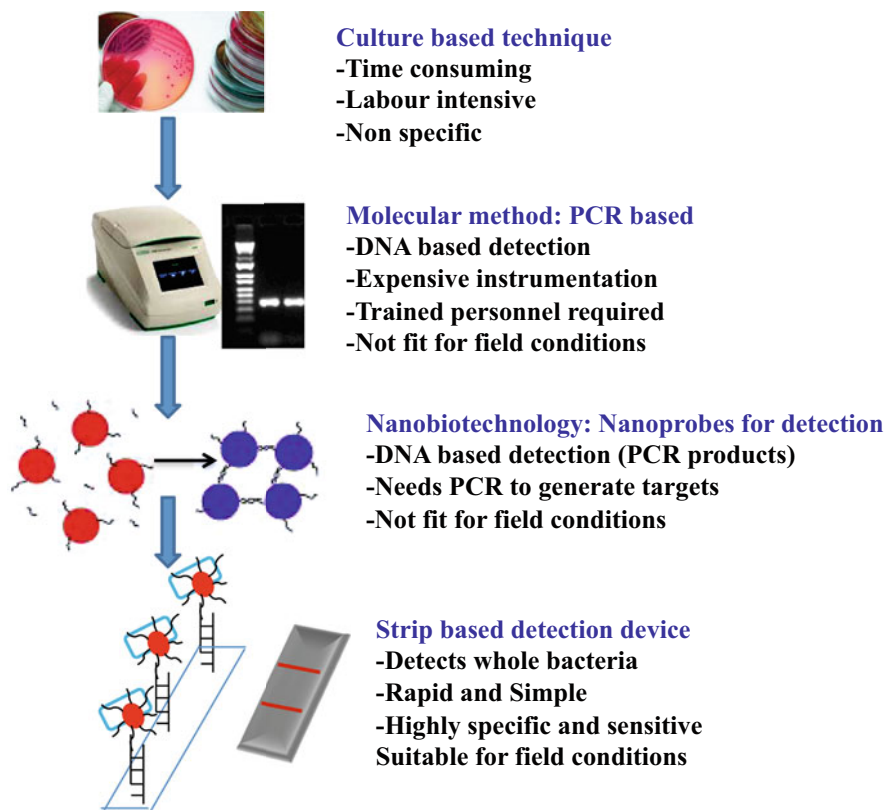 Culture based technique
-Time consuming
-Labour intensive
-Non specific
Molecular method: PCR based
-DNA based detection
-Expensive instrumentation
-Trained personnel required
-Not fit for field conditions
Nanobiotechnology: Nanoprobes for detection
-DNA based detection (PCR products)
-Needs PCR to generate targets
-Not fit for field conditions
Strip based detection device
-Detects whole bacteria
-Rapid and Simple
-Highly specific and sensitive
Suitable for field conditions